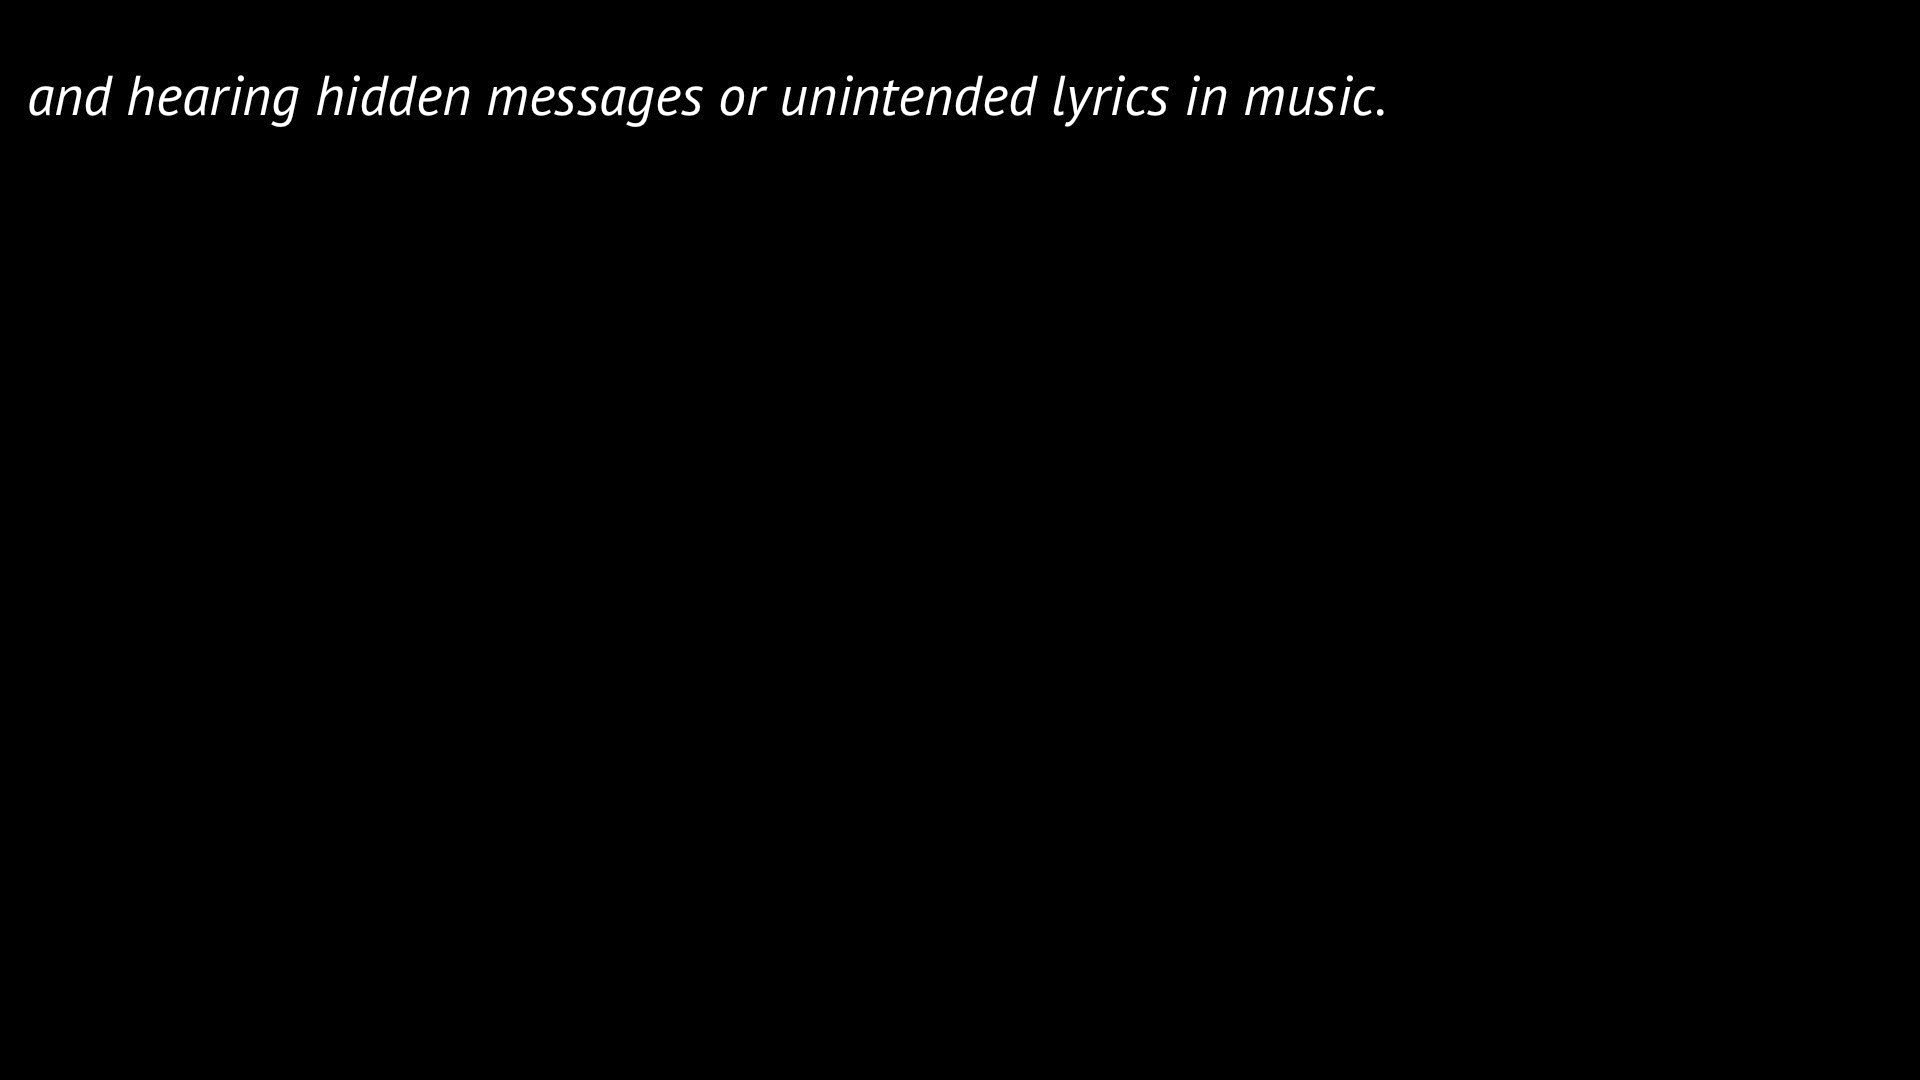 and hearing hidden messages or unintended lyrics in music.